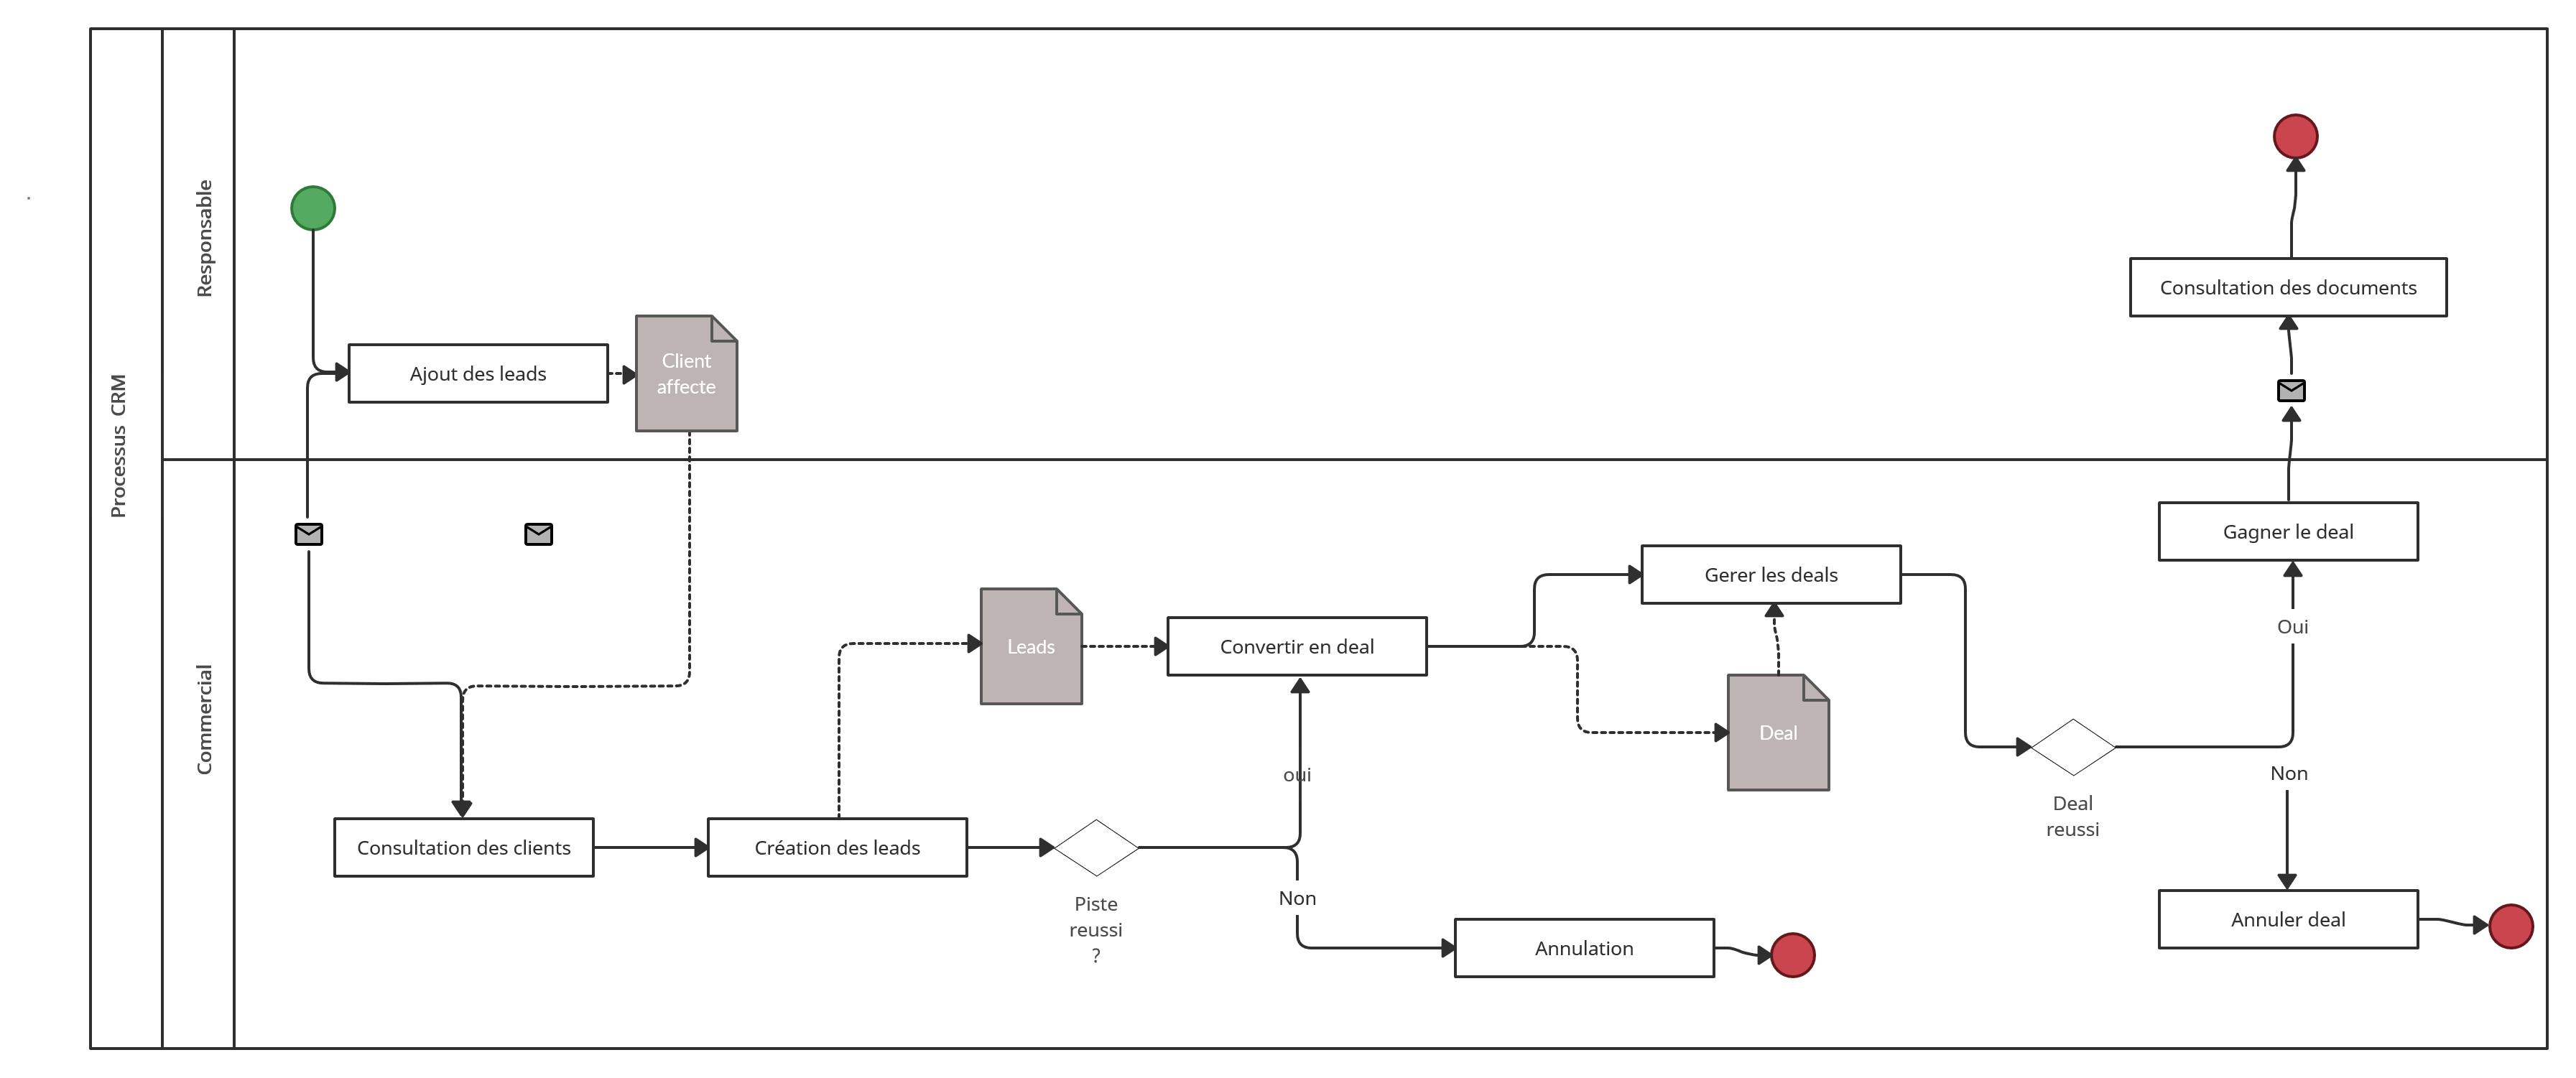 Processus CRM
Responsable
Ajout des leads
Client
affecte
Consultation des documents
Commercial
Gagner le deal
Gerer les deals
Oui
Leads
Convertir en deal
Deal
oui
Non
Deal
reussi
Consultation des clients
Création des leads
Piste
reussi
?
Non
Annulation
Annuler deal